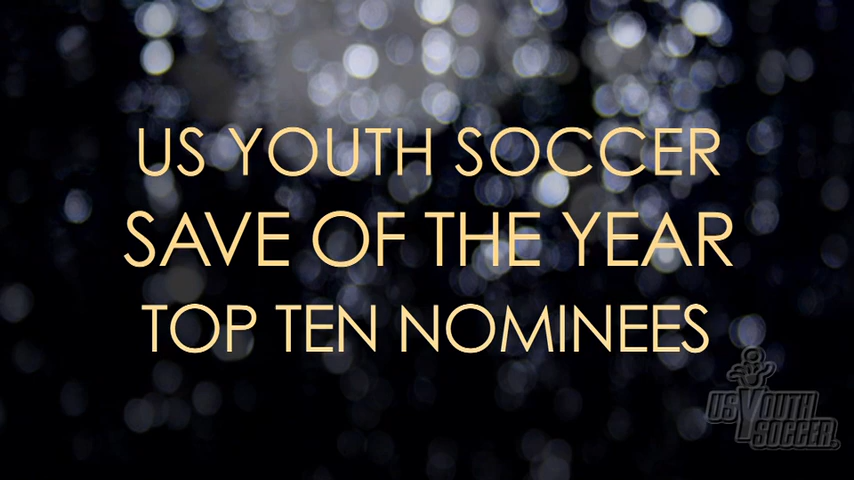 US YOUTH SOCCER
SAVE OF THE YEAR
TOP TEN NOMINEES
US YOUTH
SOCCER